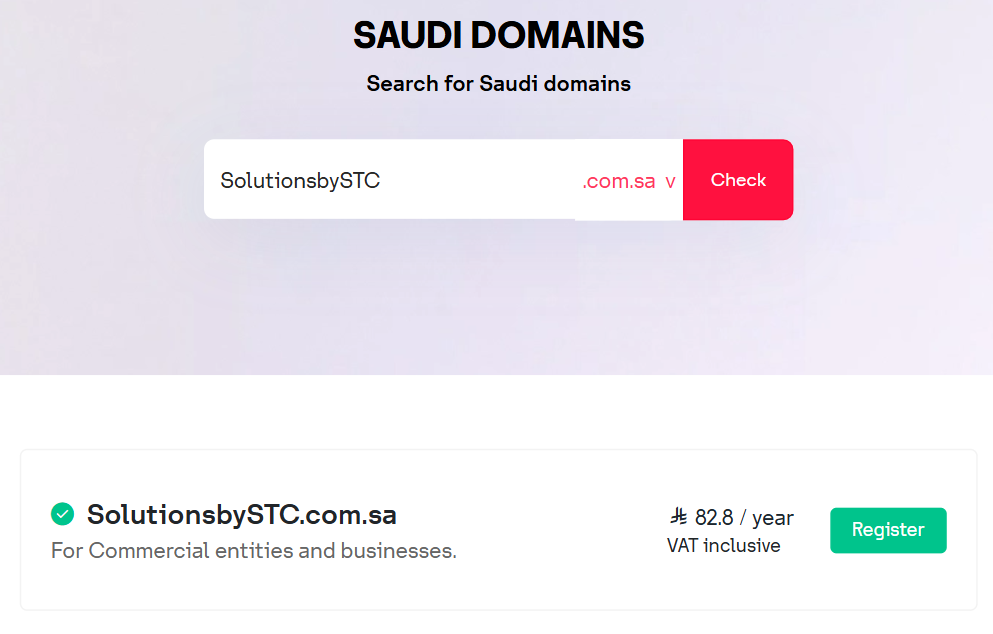 SAUDI DOMAINS
Search for Saudi domains
SolutionsbySTC .com.sa v Check
SolutionsbySTC.com.sa
For Commercial entities and businesses.
82.8 / year
VAT inclusive
Register